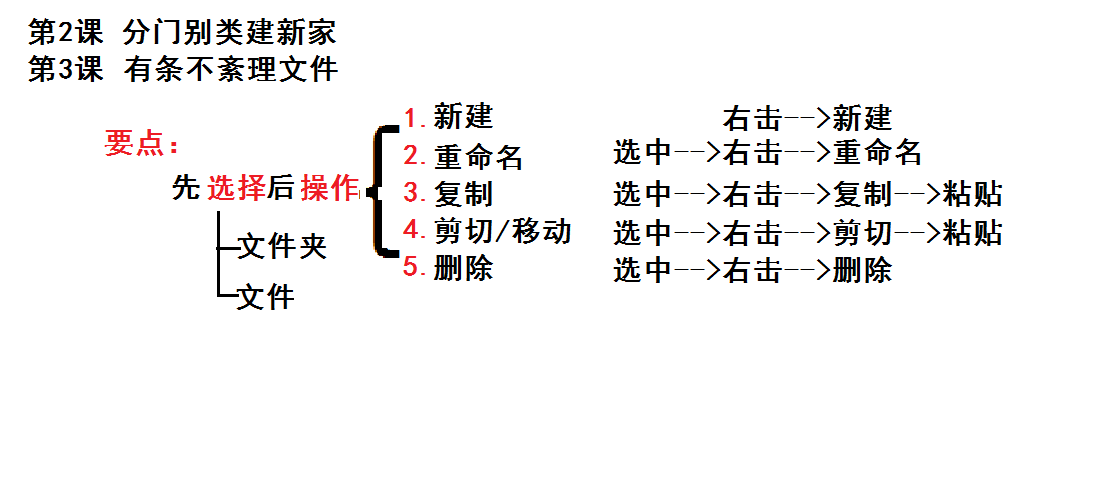 第2课 分门别类建新家
第3课 有条不紊理文件
要点：
先 选择后 操作
文件夹
文件
1. 新建
2. 重命名
3. 复制
4. 剪切/移动
5. 删除
右击-->新建
选中-->右击-->重命名
选中-->右击-->复制-->粘贴
选中-->右击-->剪切-->粘贴
选中-->右击-->删除